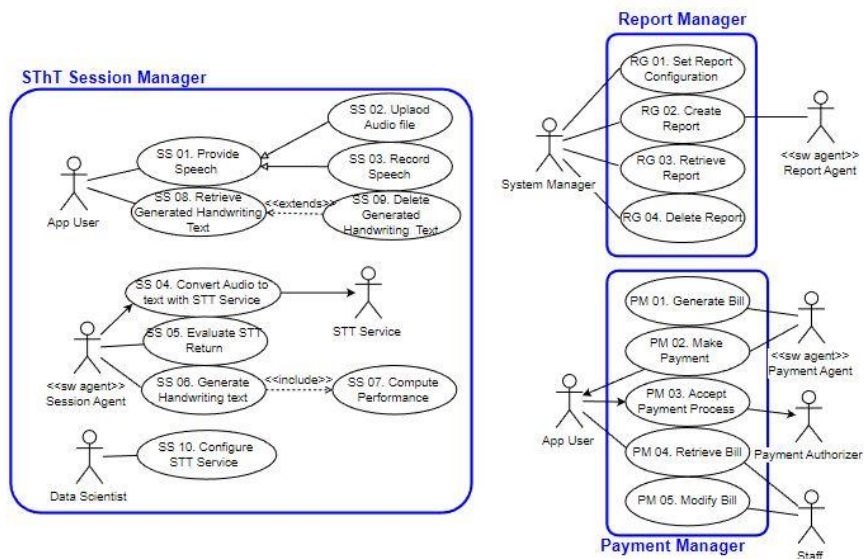 SThT Session Manager
SS 02. Uplaod
Audio file
SS 01. Provide
Speech
SS 03. Record
Speech
App User
SS 08. Retrieve
Generated Handwriting
Text
<<extends>>
SS 09. Delete
Generated
Handwriting Text
SS 04. Convert Audio to
text with STT Service
STT Service
SS 05. Evaluate STT
Return
<<sw agent>>
Session Agent
SS 06. Generate
Handwriting text
<<include>>
SS 07. Compute
Performance
SS 10. Configure
STT Service
Data Scientist
Report Manager
RG 01. Set Report
Configuration
RG 02. Create
Report
System Manager
<<sw agent>>
Report Agent
RG 03. Retrieve
Report
RG 04. Delete Report
PM 01. Generate Bill
PM 02. Make
Payment
<<sw agent>>
Payment Agent
PM 03. Accept
Payment Process
App User
Payment Authorizer
PM 04. Retrieve Bill
PM 05. Modify Bill
Staff
Payment Manager